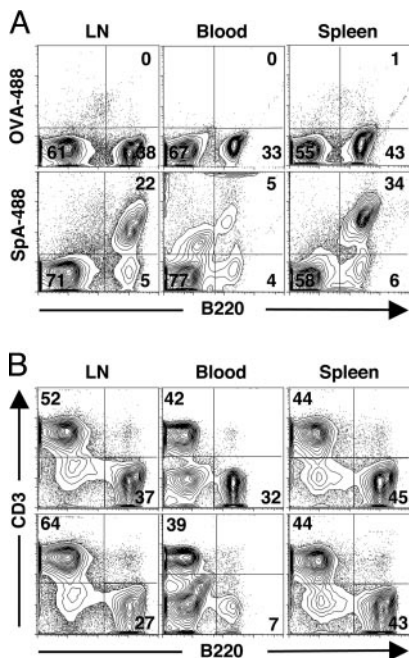 A
LN Blood Spleen
OVA-488
0 0 1
61 38 67 33 55 43
SpA-488
22 5 34
71 5 77 4 58 6
B220
B
LN Blood Spleen
CD3
52 42 44
37 32 45
64 39 44
27 7 43
B220